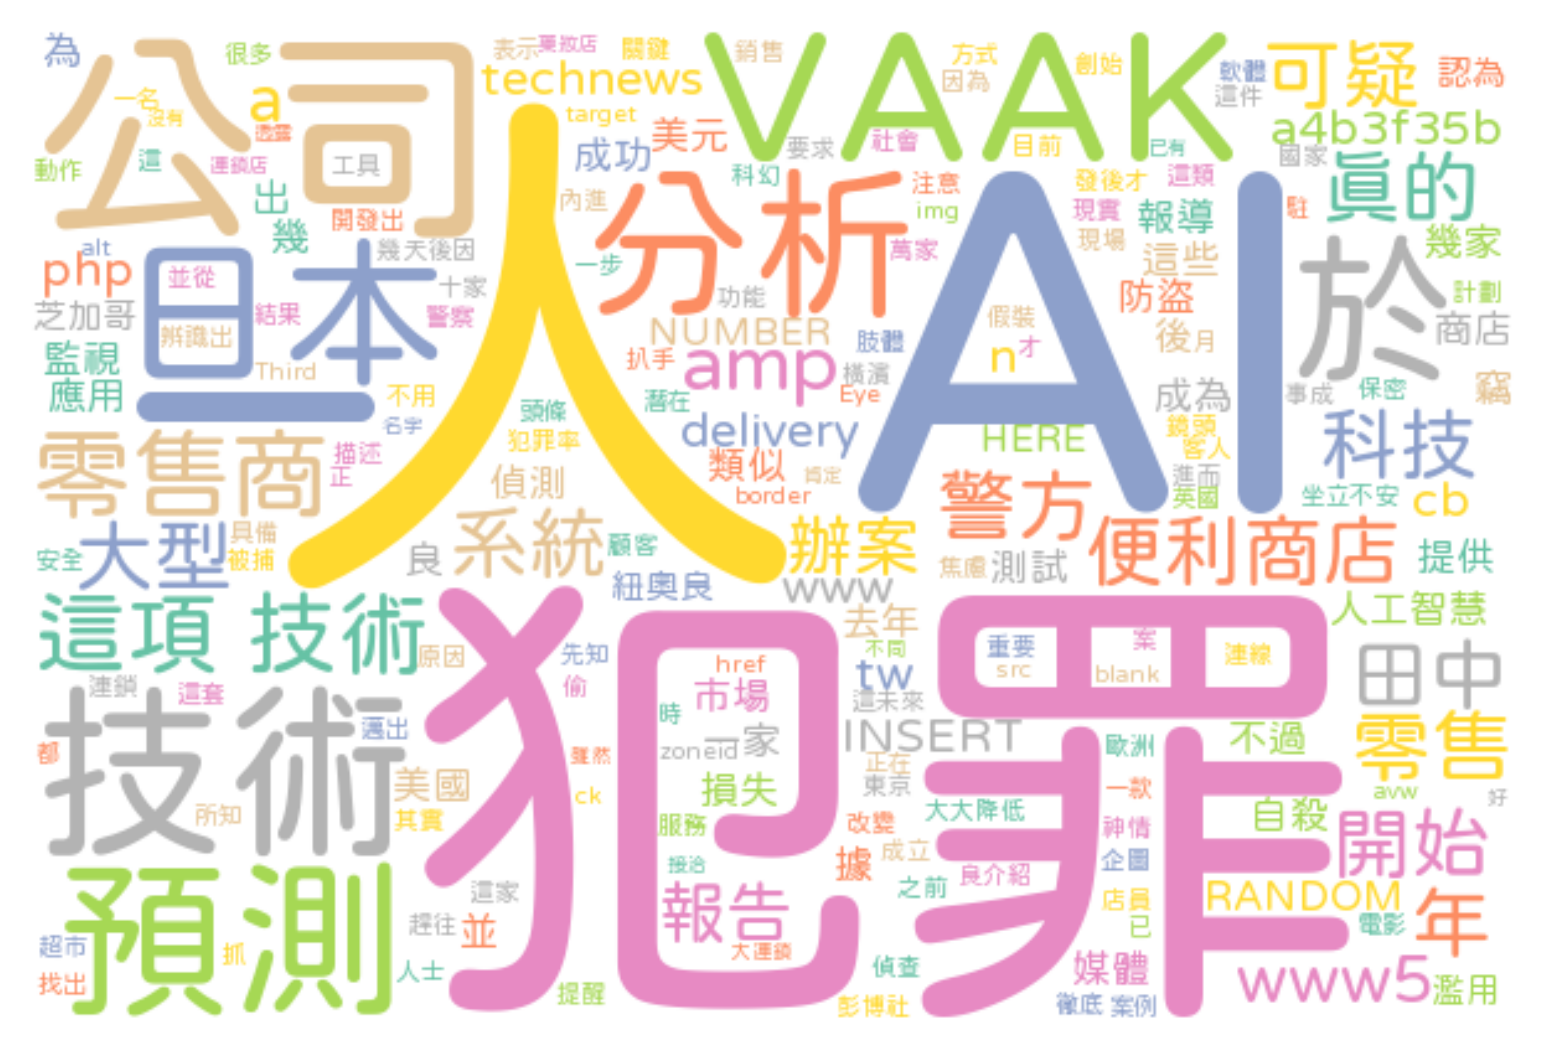 為
公司
很多
表示
藥妝店
關鍵
銷售
VAAK
方式
因為
創始
軟體
這件
可疑
認為
一名
沒有
a
透露
technews
target
美元
成功
社會
要求
目前
已有
a4b3f35b
國家
動作
這
連鎖店
工具
出
開發出
幾
人
內進
分析
科幻
注意
img
AI
發後才
這類
現實
報導
現場
駐
真的
alt
php
並從
日本
幾天後因
十家
一步
功能
萬家
這些
防盜
於
幾家
計劃
芝加哥
結果
警察
辨識出
Third
NUMBER
肢體
假裝
n
才
後
月
商店
監視
應用
不用
名字
扒手
amp
橫濱
Eye
潛在
成為
事成
保密
竊
零售商
頭條
犯罪率
描述
正
偵測
delivery
類似
肯定
border
HERE
鏡頭
客人
進而
英國
科技
坐立不安
cb
大型
安全
具備
被捕
良
系統
顧客
辦案
警方
焦慮
測試
便利商店
提供
紐奧良
www
這項 技術
原因
犯罪
先知
偷
href
市場
去年
不同
tw
這未來
重要
src
案
blank
連線
人工智慧
田中
連鎖
這套
技術
邁出
都
美國
所知
其實
雖然
ck
時
zoneid
一家
損失
服務
接洽
INSERT
正在
東京
歐洲
不過
零售
一款
avw
好
大大降低
改變
神情
自殺
開始
據
成立
企圖
預測
這家
報告
之前
良介紹
店員
已
RANDOM
電影
年
超市
抓
找出
趕往
並
人士
提醒
大連鎖
偵查
彭博社
媒體
徹底
案例
www5
濫用